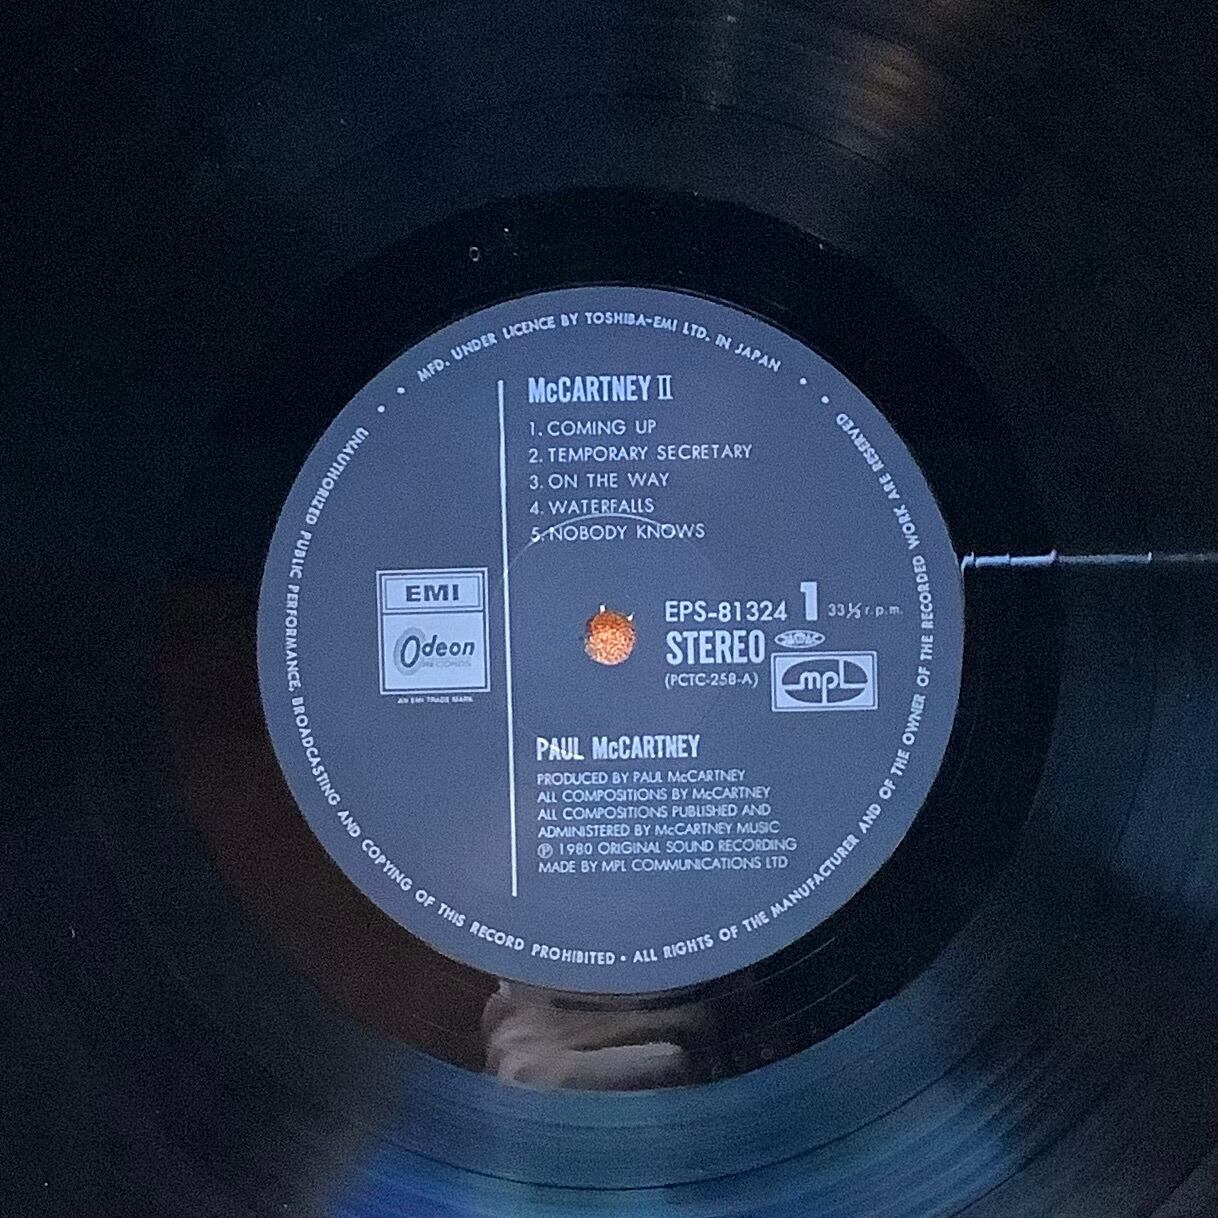 • MFD. UNDER LICENCE BY TOSHIBA-EMI LTD. IN JAPAN •
McCARTNEY II
1. COMING UP
2. TEMPORARY SECRETARY
3. ON THE WAY
4. WATERFALLS
5. NOBODY KNOWS
EMI
Odeon
RECORDS
AN EMI TRADE MARK
EPS-81324 1 33⅓ r.p.m.
STEREO
(PCTC-258-A)
mpl
PAUL McCARTNEY
PRODUCED BY PAUL McCARTNEY
ALL COMPOSITIONS BY McCARTNEY
ALL COMPOSITIONS PUBLISHED AND
ADMINISTERED BY McCARTNEY MUSIC
℗ 1980 ORIGINAL SOUND RECORDING
MADE BY MPL COMMUNICATIONS LTD
• UNAUTHORIZED PUBLIC PERFORMANCE, BROADCASTING AND COPYING OF THIS RECORD PROHIBITED • ALL RIGHTS OF THE MANUFACTURER AND OF THE OWNER OF THE RECORDED WORK ARE RESERVED •